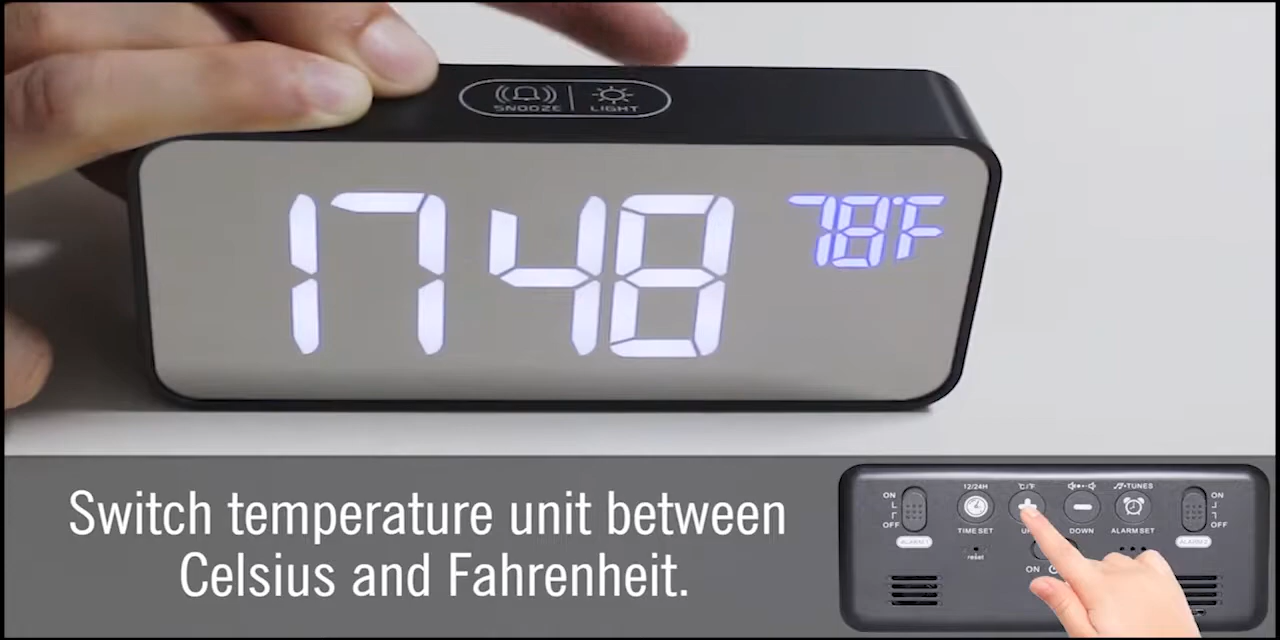 SNOOZE | LIGHT
1748 78°F
Switch temperature unit between
Celsius and Fahrenheit.
12/24H °C/°F TUNES
ON ON
OFF OFF
TIME SET DOWN ALARM SET
ALARM1 ALARM2
reset
ON